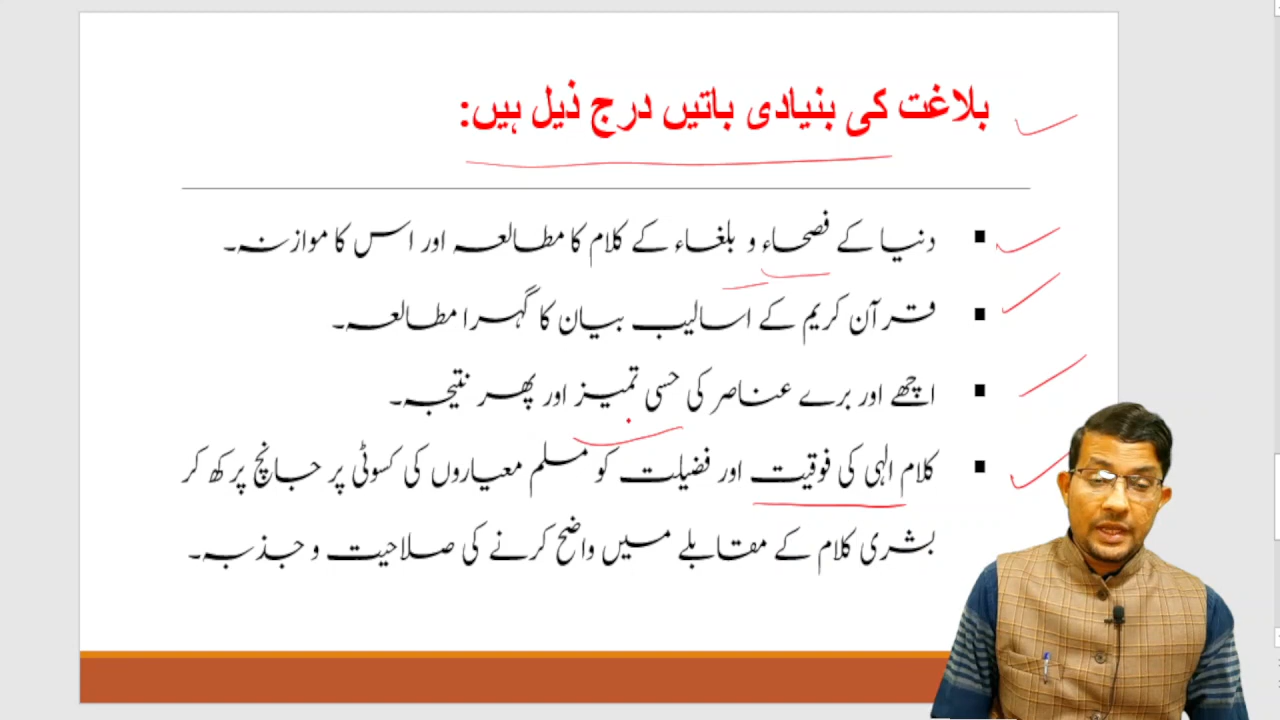 بلاغت کی بنیادی باتیں درج ذیل ہیں:
▪ دنیا کے فصحاء و بلغاء کے کلام کا مطالعہ اور اس کا موازنہ۔
▪ قرآن کریم کے اسالیب بیان کا گہرا مطالعہ۔
▪ اچھے اور برے عناصر کی حسی تمیز اور پھر نتیجہ۔
▪ کلام الٰہی کی فوقیت اور فضیلت کو مسلم معیاروں کی کسوٹی پر جانچ پرکھ کر
بشری کلام کے مقابلے میں واضح کرنے کی صلاحیت و جذبہ۔